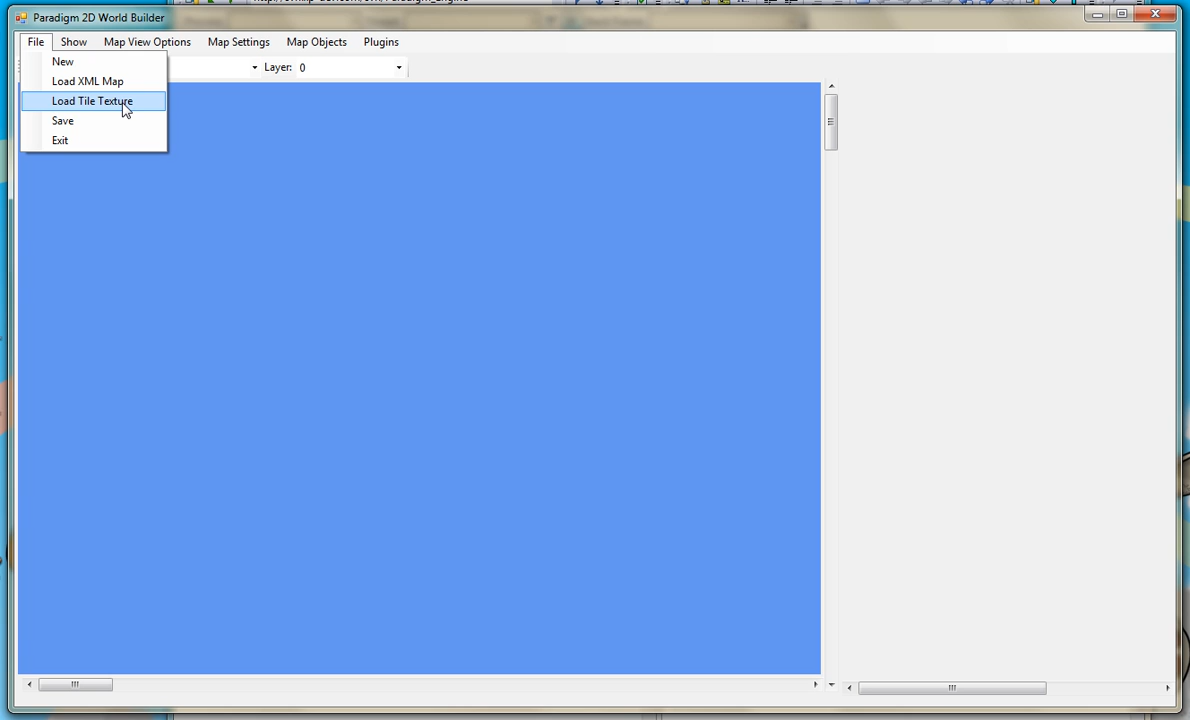 Paradigm 2D World Builder
File Show Map View Options Map Settings Map Objects Plugins
New
Layer: 0
Load XML Map
Load Tile Texture
Save
Exit